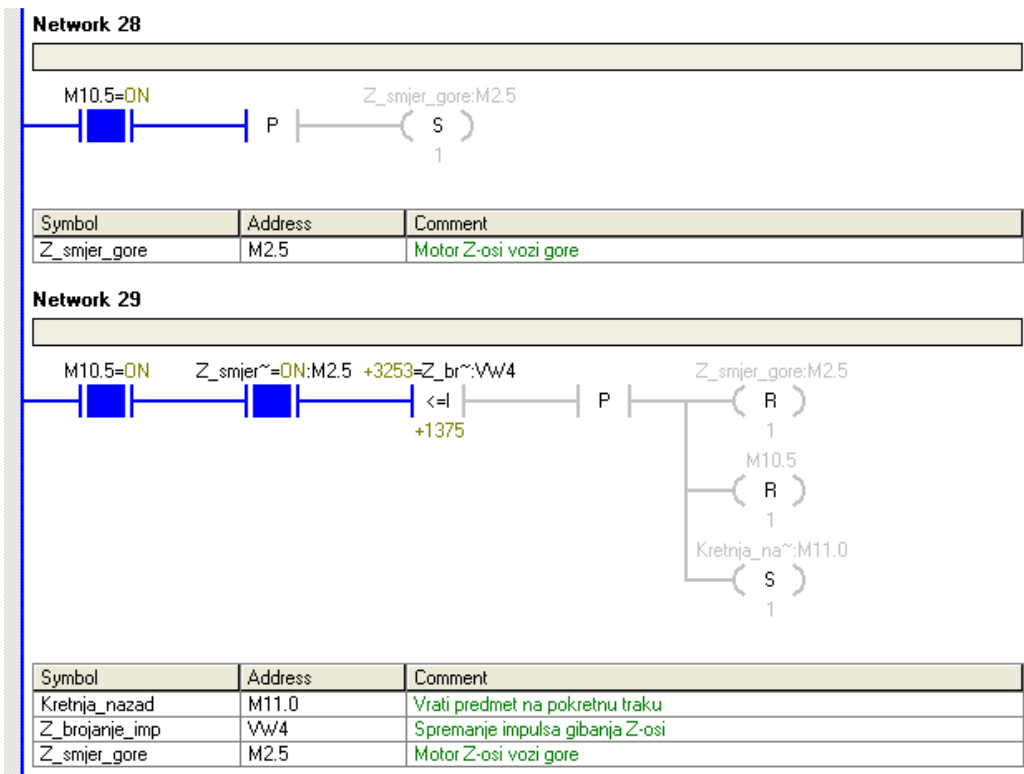 Network 28
M10.5=ON Z_smjer_gore:M2.5
P S
1
Symbol Address Comment
Z_smjer_gore M2.5 Motor Z-osi vozi gore
Network 29
M10.5=ON Z_smjer~=ON:M2.5 +3253=Z_br~:VW4 Z_smjer_gore:M2.5
<=I P R
+1375 1
M10.5
R
1
Kretnja_na~:M11.0
S
1
Symbol Address Comment
Kretnja_nazad M11.0 Vrati predmet na pokretnu traku
Z_brojanje_imp VW4 Spremanje impulsa gibanja Z-osi
Z_smjer_gore M2.5 Motor Z-osi vozi gore